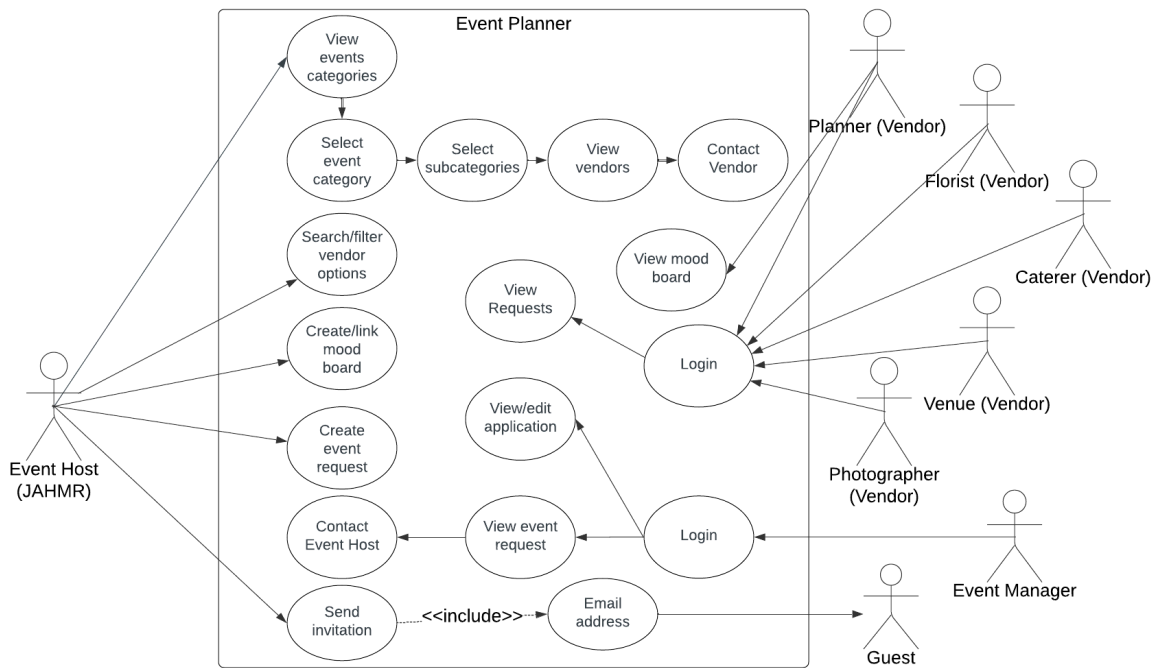 Event Planner
View
events
categories
Select
event
category
Select
subcategories
View
vendors
Contact
Vendor
Search/filter
vendor
options
View mood
board
View
Requests
Create/link
mood
board
Login
View/edit
application
Create
event
request
Contact
Event Host
View event
request
Login
Send
invitation
<<include>>
Email
address
Event Host
(JAHMR)
Planner (Vendor)
Florist (Vendor)
Caterer (Vendor)
Venue (Vendor)
Photographer
(Vendor)
Event Manager
Guest